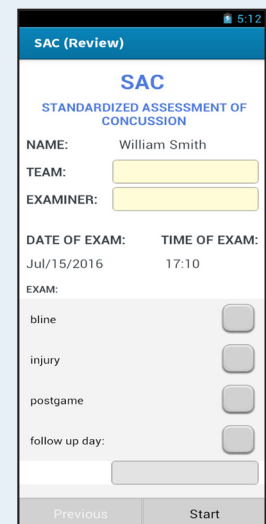 5:12
SAC (Review)
SAC
STANDARDIZED ASSESSMENT OF
CONCUSSION
NAME: William Smith
TEAM:
EXAMINER:
DATE OF EXAM: TIME OF EXAM:
Jul/15/2016 17:10
EXAM:
bline
injury
postgame
follow up day:
Previous Start